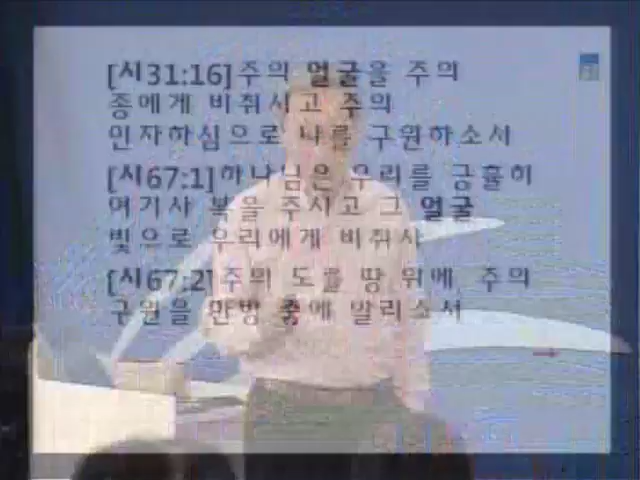 [시31:16]주의 얼굴을 주의
종에게 비취시고 주의
인자하심으로 나를 구원하소서
[시67:1]하나님은 우리를 긍휼히
여기사 복을 주시고 그 얼굴
빛으로 우리에게 비취사
[시67:2]주의 도를 땅 위에, 주의
구원을 만방 중에 알리소서